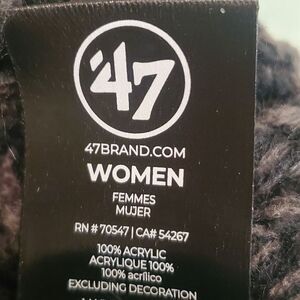 '47
47BRAND.COM
WOMEN
FEMMES
MUJER
RN # 70547 | CA# 54267
100% ACRYLIC
ACRYLIQUE 100%
100% acrílico
EXCLUDING DECORATION